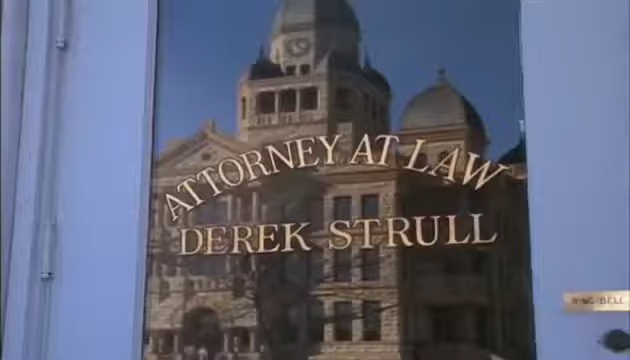 ATTORNEY AT LAW
DEREK STRULL
RING BELL